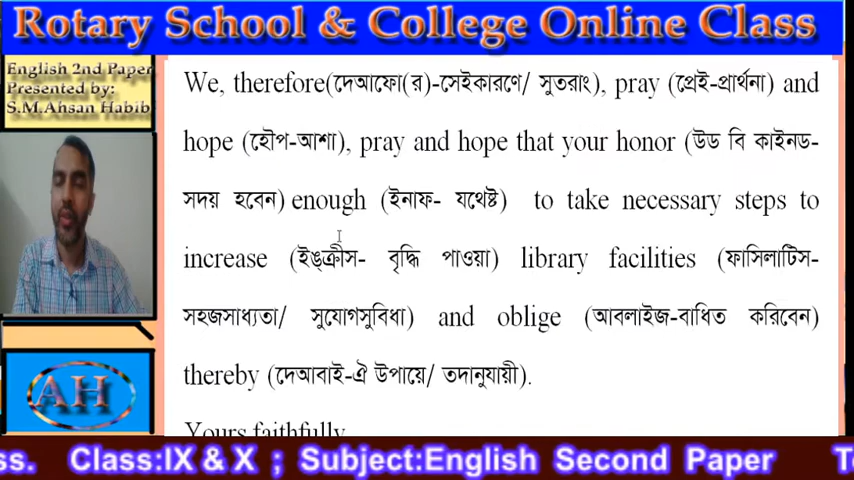 Rotary School & College Online Class
English 2nd Paper
Presented by:
S.M.Ahsan Habib
We, therefore(দেআফো(র)-সেইকারণে/ সুতরাং), pray (প্রেই-প্রার্থনা) and
hope (হৌপ-আশা), pray and hope that your honor (উড বি কাইনড-
সদয় হবেন) enough (ইনাফ- যথেষ্ট) to take necessary steps to
increase (ইঙ্ক্রীস- বৃদ্ধি পাওয়া) library facilities (ফাসিলাটিস-
সহজসাধ্যতা/ সুযোগসুবিধা) and oblige (আবলাইজ-বাধিত করিবেন)
thereby (দেআবাই-ঐ উপায়ে/ তদানুযায়ী).
Yours faithfully
AH
ss. Class:IX & X ; Subject:English Second Paper